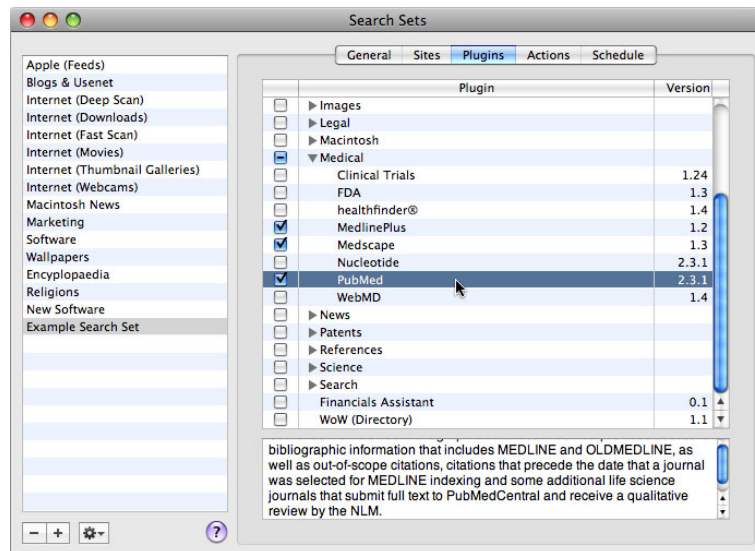 Search Sets
General Sites Plugins Actions Schedule
Apple (Feeds)
Blogs & Usenet
Internet (Deep Scan)
Internet (Downloads)
Internet (Fast Scan)
Internet (Movies)
Internet (Thumbnail Galleries)
Internet (Webcams)
Macintosh News
Marketing
Software
Wallpapers
Encyplopaedia
Religions
New Software
Example Search Set
Plugin Version
Images
Legal
Macintosh
Medical
Clinical Trials 1.24
FDA 1.3
healthfinder® 1.4
MedlinePlus 1.2
Medscape 1.3
Nucleotide 2.3.1
PubMed 2.3.1
WebMD 1.4
News
Patents
References
Science
Search
Financials Assistant 0.1
WoW (Directory) 1.1
bibliographic information that includes MEDLINE and OLDMEDLINE, as
well as out-of-scope citations, citations that precede the date that a journal
was selected for MEDLINE indexing and some additional life science
journals that submit full text to PubMedCentral and receive a qualitative
review by the NLM.
?